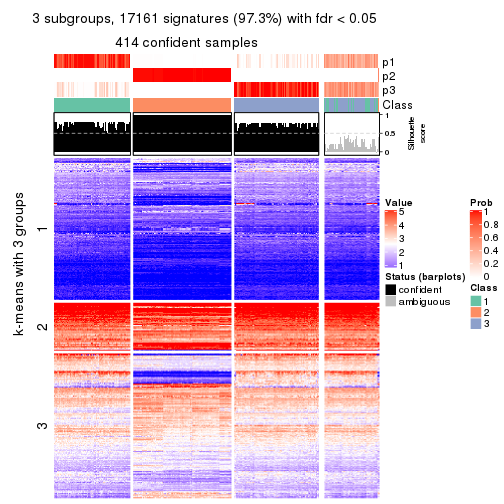 3 subgroups, 17161 signatures (97.3%) with fdr < 0.05
414 confident samples
p1
p2
p3
Class
1
0.5
0
Silhouette
score
k-means with 3 groups
1
2
3
Value
5
4
3
2
1
Status (barplots)
confident
ambiguous
Prob
1
0.8
0.6
0.4
0.2
0
Class
1
2
3